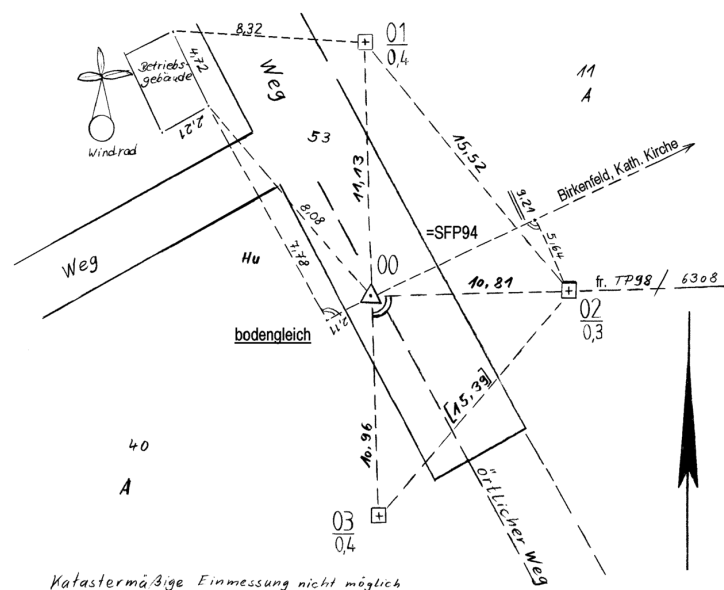 8,32
01
0,4
4,72
Betriebs-
gebäude
Weg
11
A
2,21
Windrad
53
15,52
11,13
9,21
Birkenfeld, Kath. Kirche
5,64
8,08
=SFP94
7,78
Hu
Weg
00
10,81
fr. TP98 / 6308
02
0,3
2,11
bodengleich
[15,39]
40
A
10,96
örtlicher Weg
03
0,4
Katastermäßige Einmessung nicht möglich